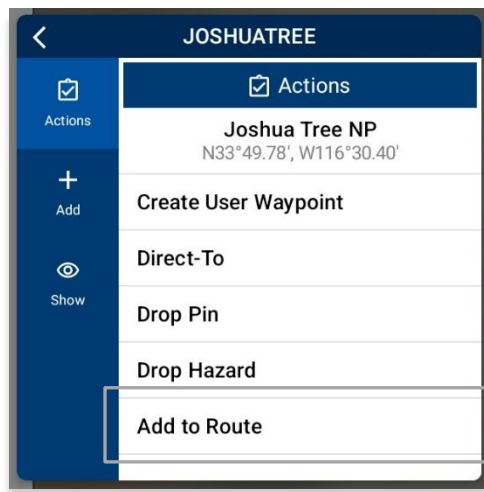 JOSHUATREE
Actions
Add
Show
Actions
Joshua Tree NP
N33°49.78', W116°30.40'
Create User Waypoint
Direct-To
Drop Pin
Drop Hazard
Add to Route